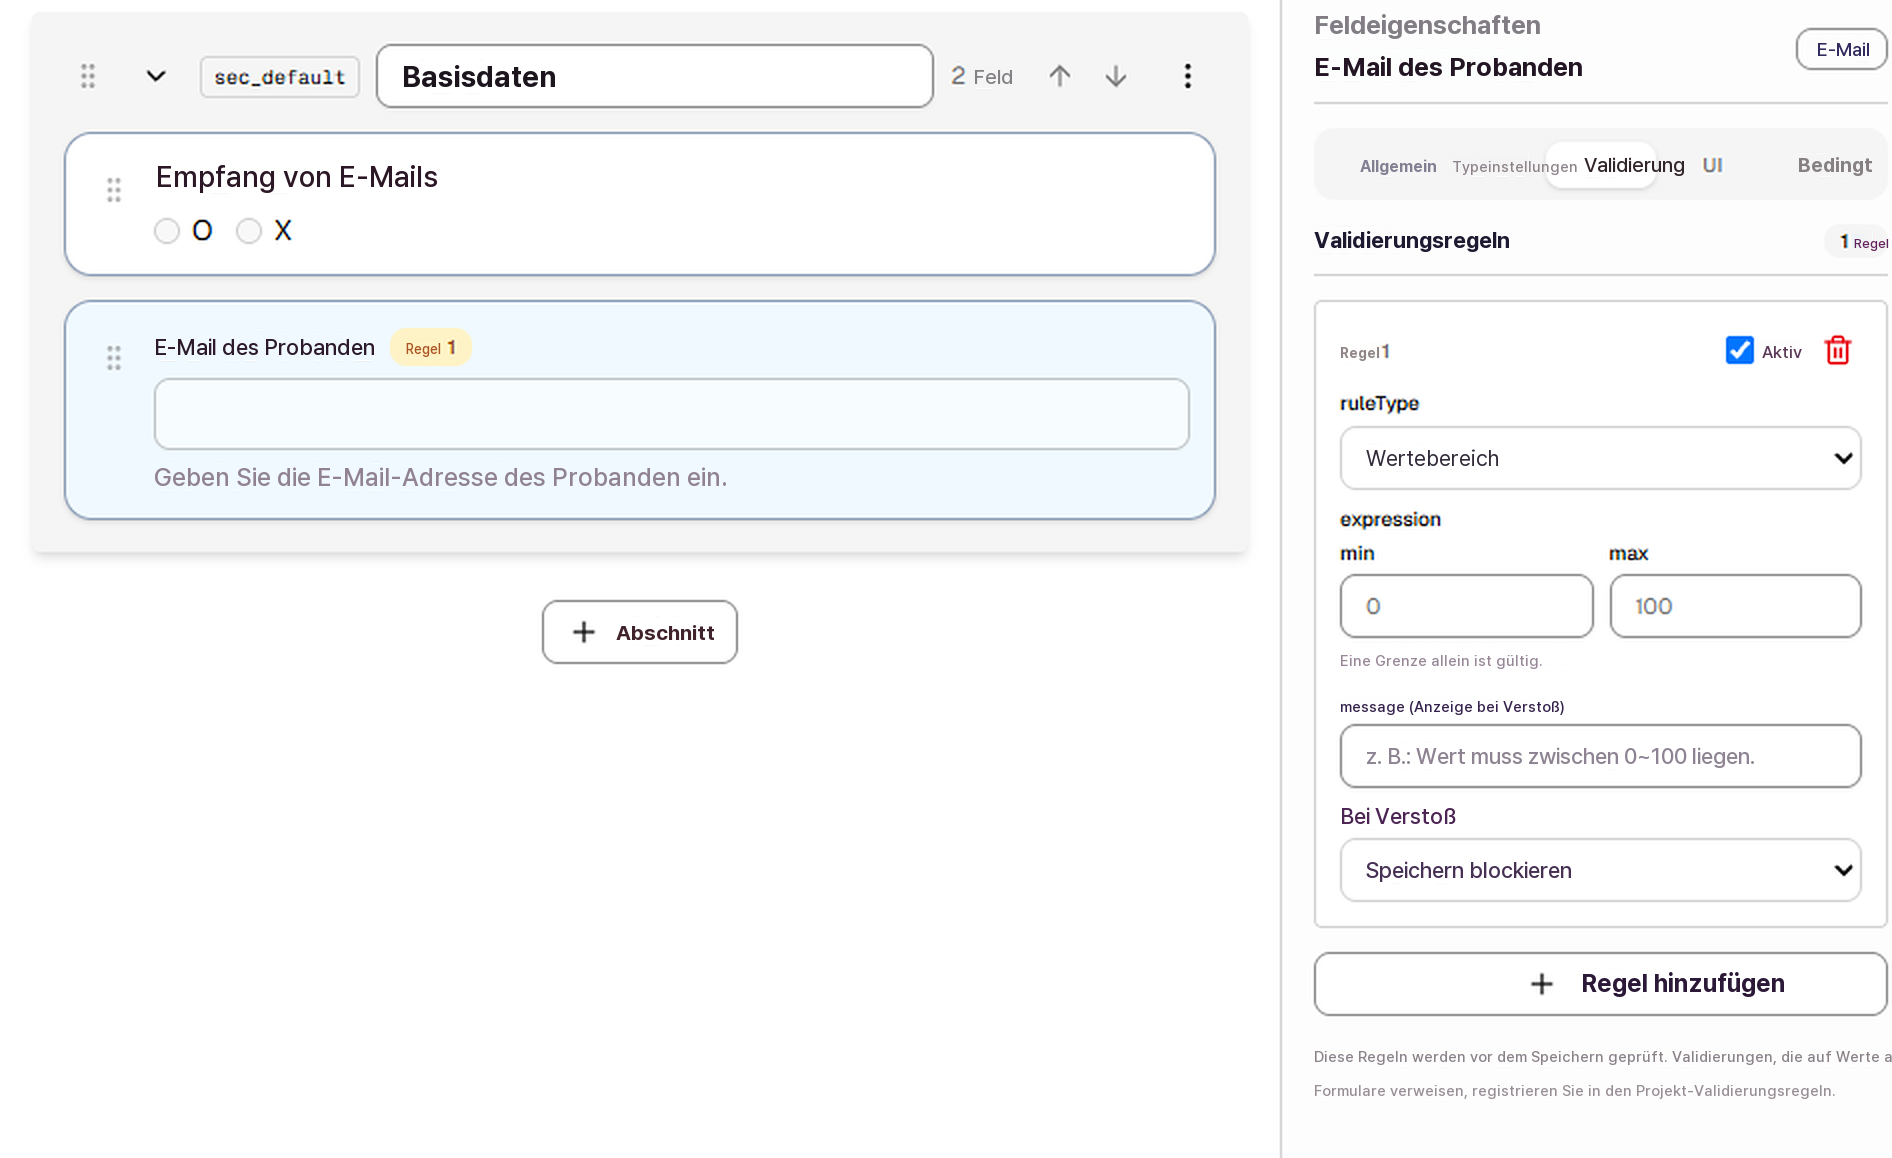 sec_default
Basisdaten
2 Feld
Empfang von E-Mails
O X
E-Mail des Probanden Regel 1
Geben Sie die E-Mail-Adresse des Probanden ein.
+ Abschnitt
Feldeigenschaften
E-Mail des Probanden
E-Mail
Allgemein Typeinstellungen Validierung UI Bedingt
Validierungsregeln
1 Regel
Regel 1
Aktiv
ruleType
Wertebereich
expression
min max
0 100
Eine Grenze allein ist gültig.
message (Anzeige bei Verstoß)
z. B.: Wert muss zwischen 0~100 liegen.
Bei Verstoß
Speichern blockieren
+ Regel hinzufügen
Diese Regeln werden vor dem Speichern geprüft. Validierungen, die auf Werte a
Formulare verweisen, registrieren Sie in den Projekt-Validierungsregeln.